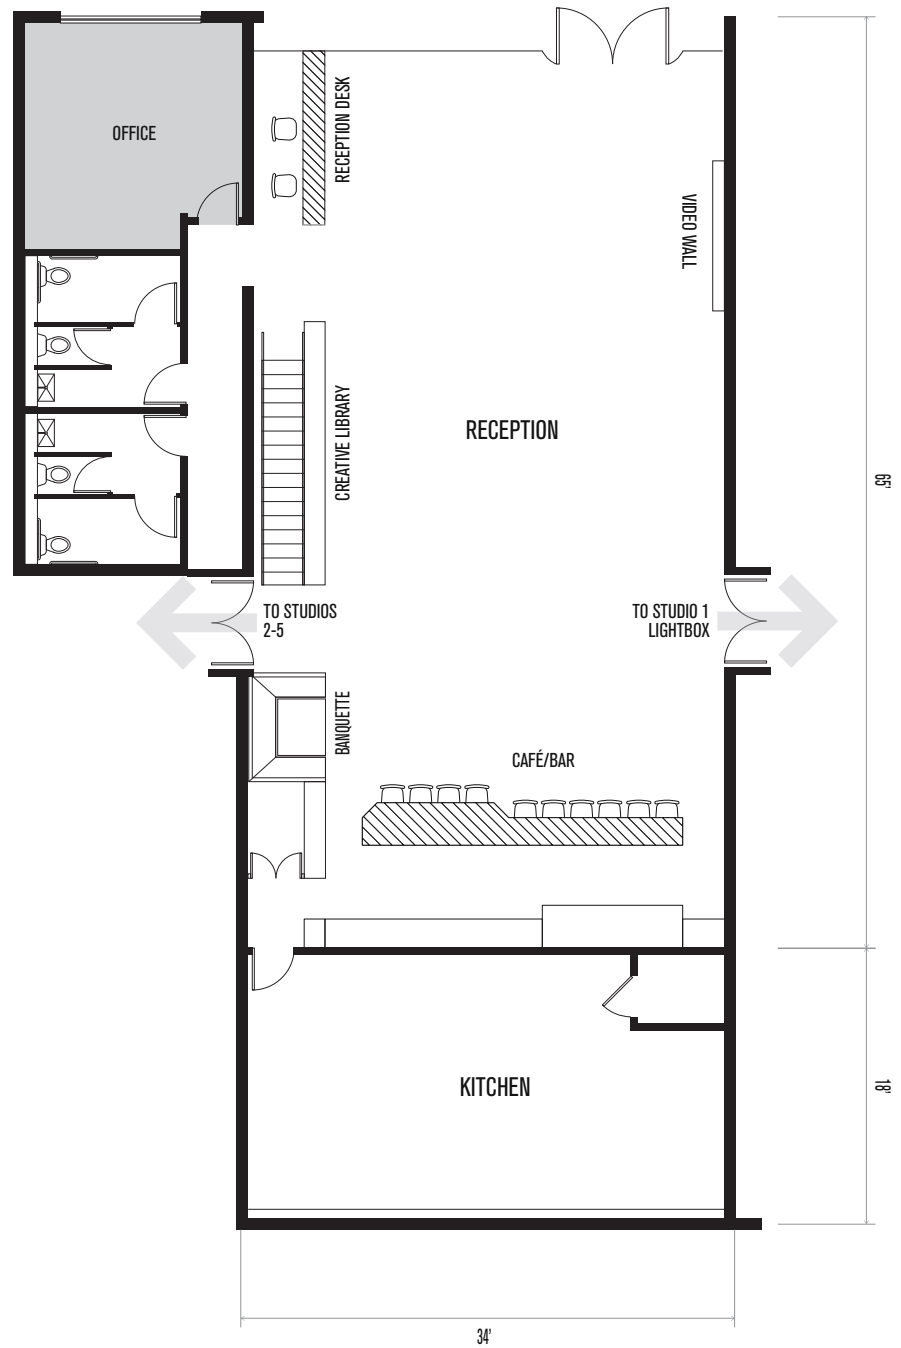 OFFICE
RECEPTION DESK
VIDEO WALL
CREATIVE LIBRARY
RECEPTION
65'
TO STUDIOS
2-5
TO STUDIO 1
LIGHTBOX
BANQUETTE
CAFÉ/BAR
KITCHEN
18'
34'